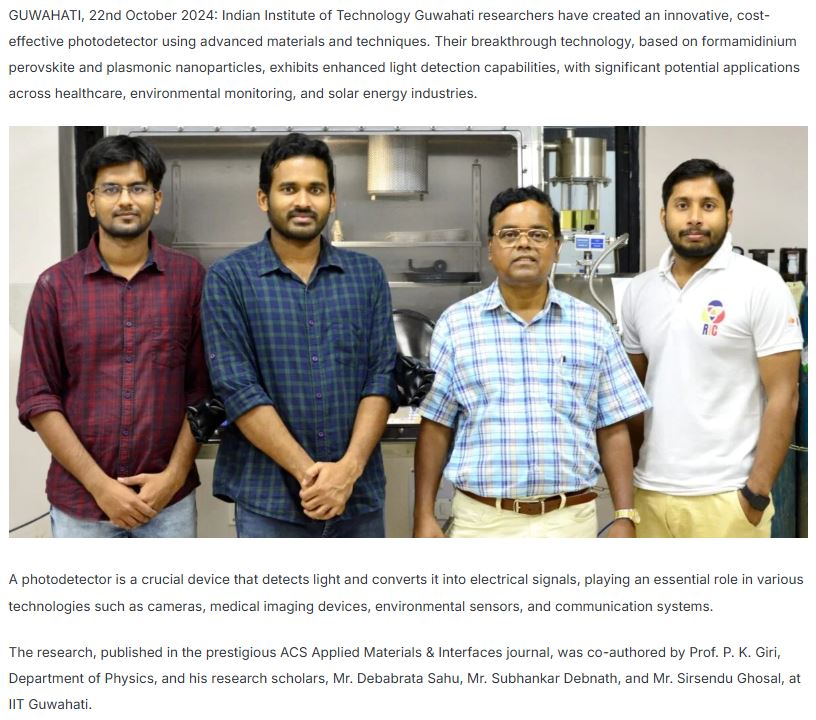 GUWAHATI, 22nd October 2024: Indian Institute of Technology Guwahati researchers have created an innovative, cost-
effective photodetector using advanced materials and techniques. Their breakthrough technology, based on formamidinium
perovskite and plasmonic nanoparticles, exhibits enhanced light detection capabilities, with significant potential applications
across healthcare, environmental monitoring, and solar energy industries.
A photodetector is a crucial device that detects light and converts it into electrical signals, playing an essential role in various
technologies such as cameras, medical imaging devices, environmental sensors, and communication systems.
The research, published in the prestigious ACS Applied Materials & Interfaces journal, was co-authored by Prof. P. K. Giri,
Department of Physics, and his research scholars, Mr. Debabrata Sahu, Mr. Subhankar Debnath, and Mr. Sirsendu Ghosal, at
IIT Guwahati.